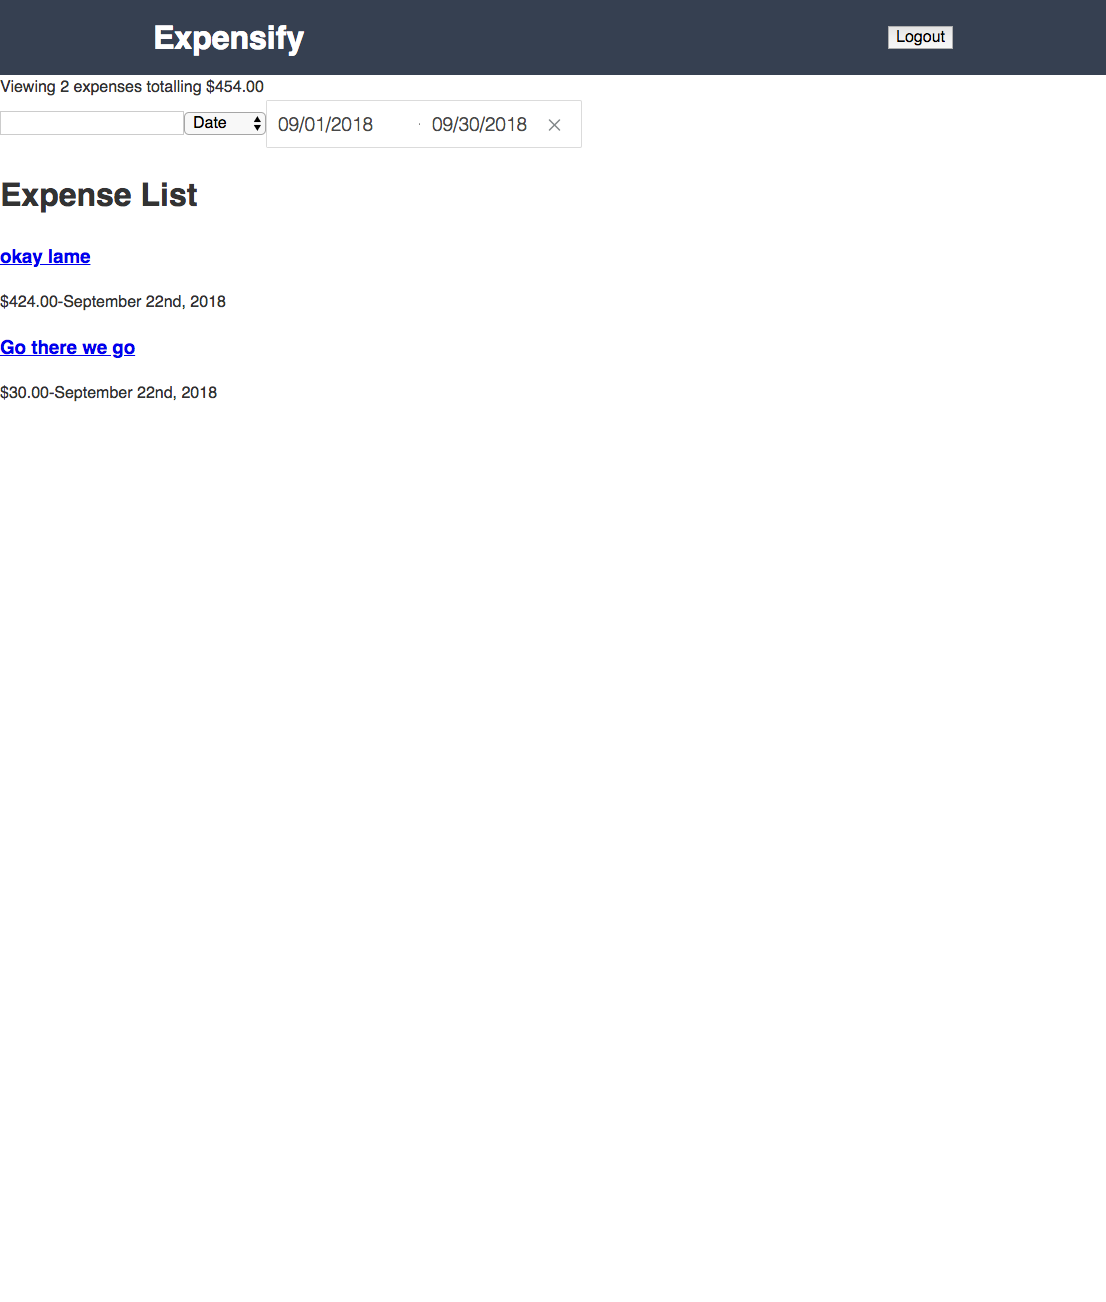 Expensify
Logout
Viewing 2 expenses totalling $454.00
Date 09/01/2018 09/30/2018
Expense List
okay lame
$424.00-September 22nd, 2018
Go there we go
$30.00-September 22nd, 2018